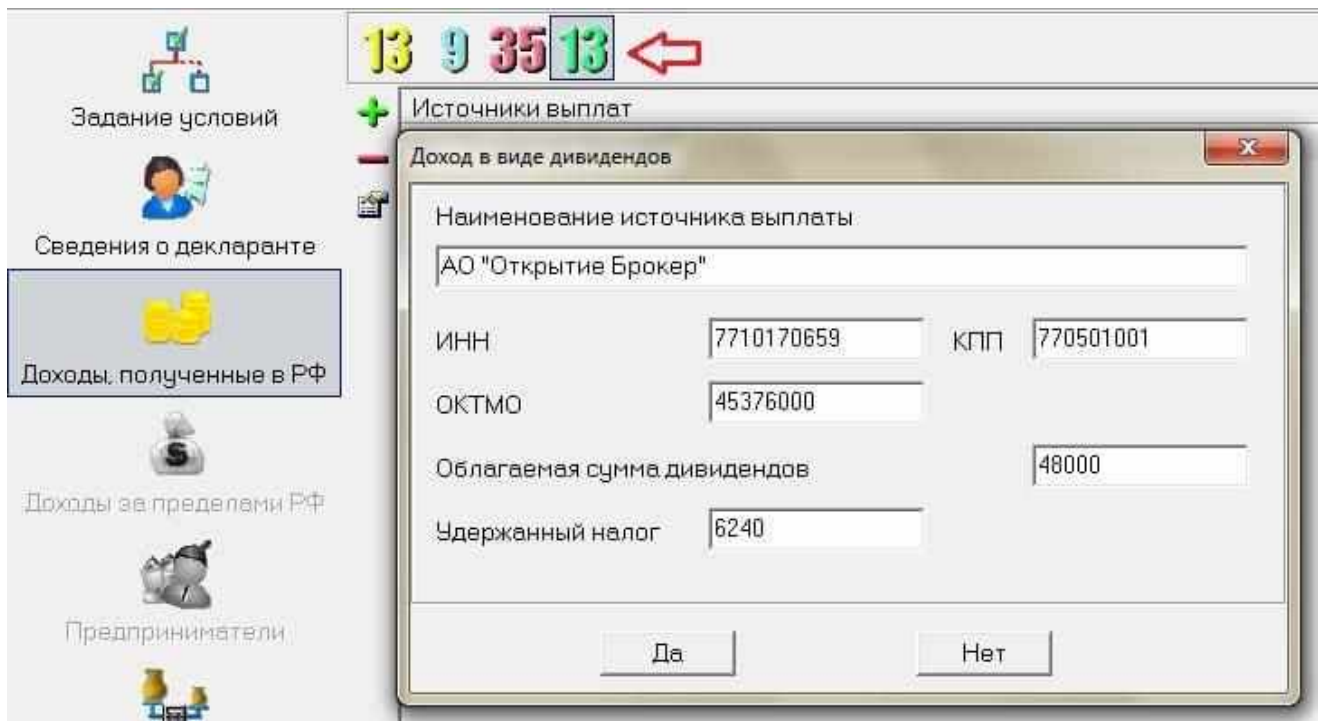 13 9 35 13
Задание условий
Источники выплат
Доход в виде дивидендов
Сведения о декларанте
Наименование источника выплаты
АО "Открытие Брокер"
Доходы, полученные в РФ
ИНН 7710170659 КПП 770501001
ОКТМО 45376000
Облагаемая сумма дивидендов 48000
Доходы за пределами РФ
Удержанный налог 6240
Предприниматели
Да Нет